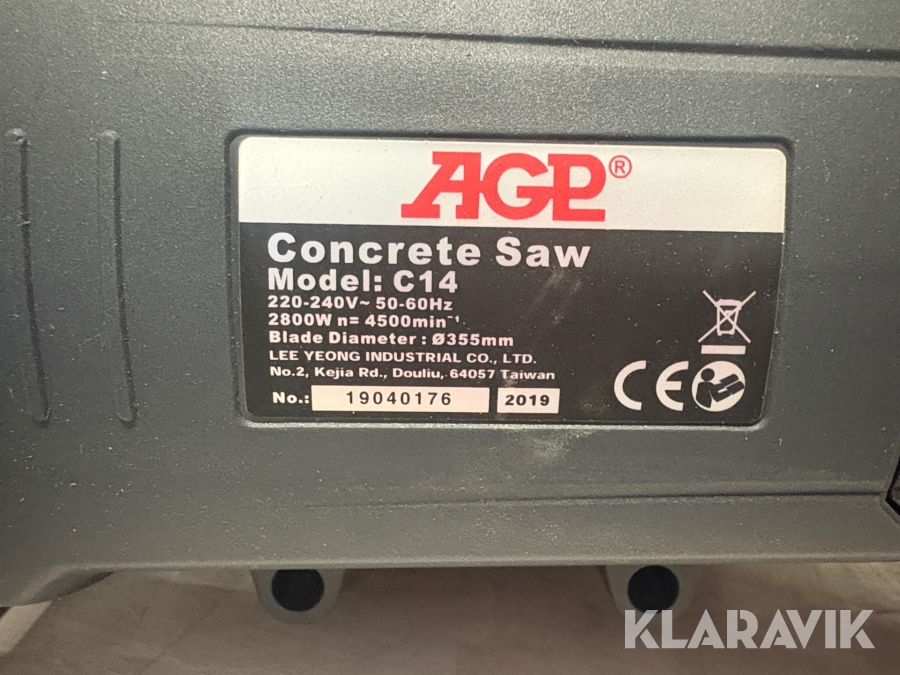 AGP®
Concrete Saw
Model: C14
220-240V~ 50-60Hz
2800W n= 4500min⁻¹
Blade Diameter : Ø355mm
LEE YEONG INDUSTRIAL CO., LTD.
No.2, Kejia Rd., Douliu, 64057 Taiwan
No.: 19040176 2019
CE
KLARAVIK